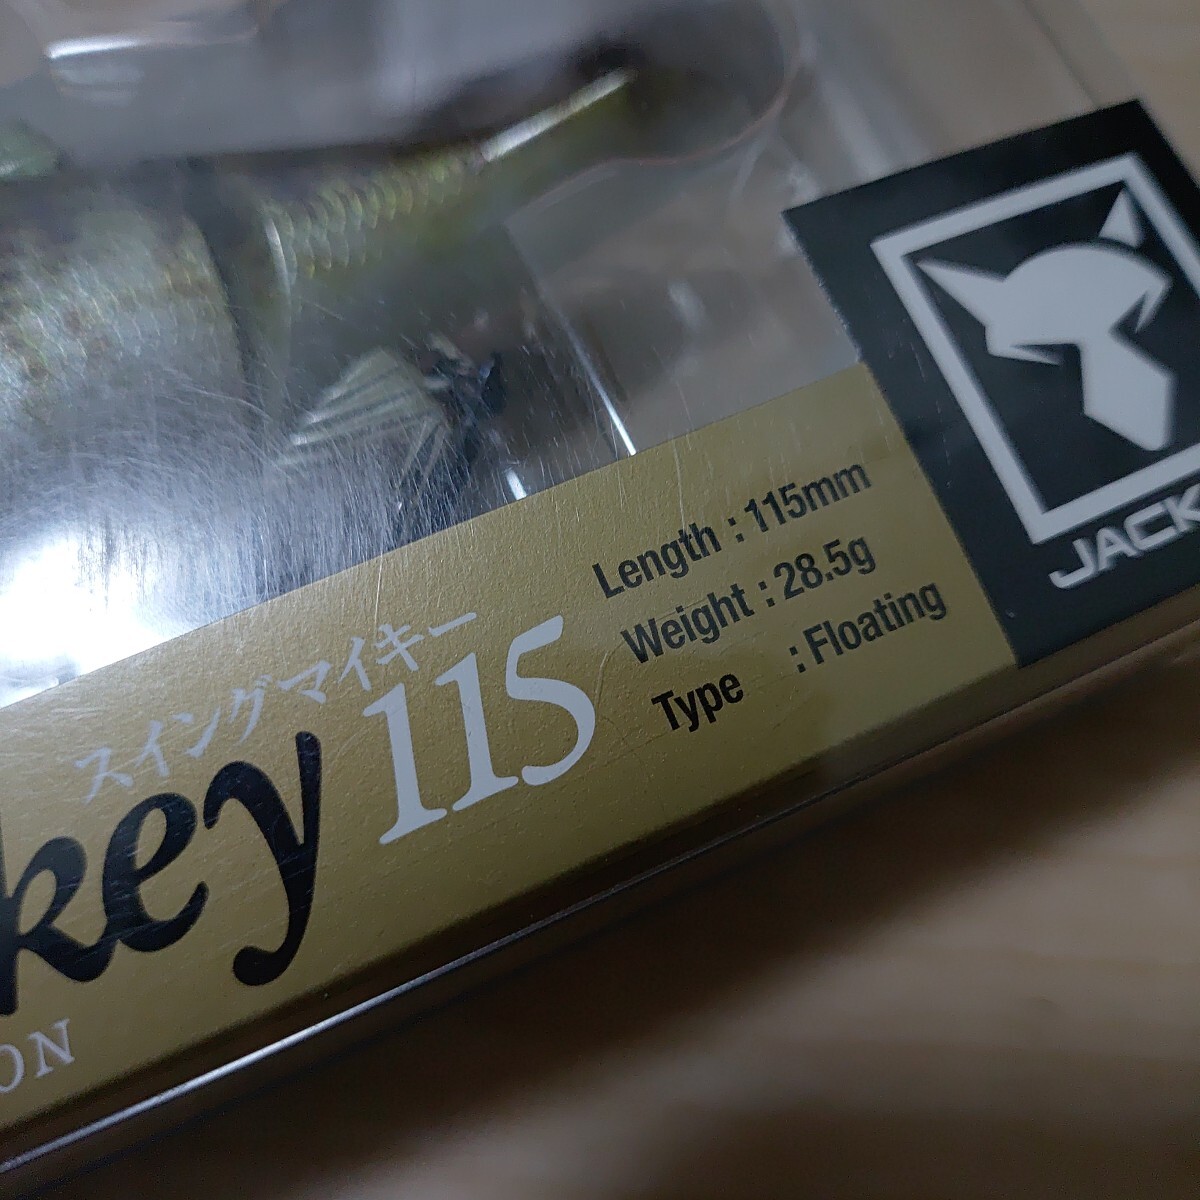 スイングマイキー
key 115
ON
Length : 115mm
Weight : 28.5g
Type : Floating
JACK